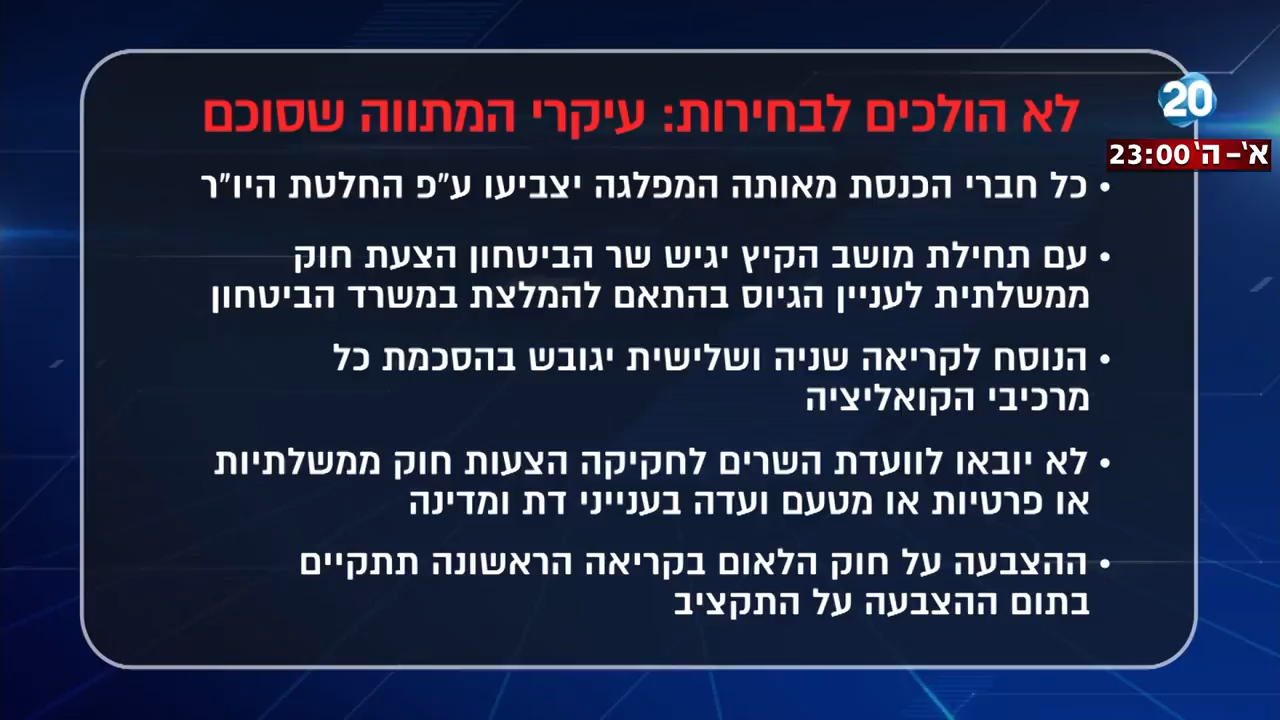 לא הולכים לבחירות: עיקרי המתווה שסוכם
20
א'-ה' 23:00
• כל חברי הכנסת מאותה המפלגה יצביעו ע"פ החלטת היו"ר
• עם תחילת מושב הקיץ יגיש שר הביטחון הצעת חוק
ממשלתית לעניין הגיוס בהתאם להמלצת במשרד הביטחון
• הנוסח לקריאה שניה ושלישית יגובש בהסכמת כל
מרכיבי הקואליציה
• לא יובאו לוועדת השרים לחקיקה הצעות חוק ממשלתיות
או פרטיות או מטעם ועדה בענייני דת ומדינה
• ההצבעה על חוק הלאום בקריאה הראשונה תתקיים
בתום ההצבעה על התקציב